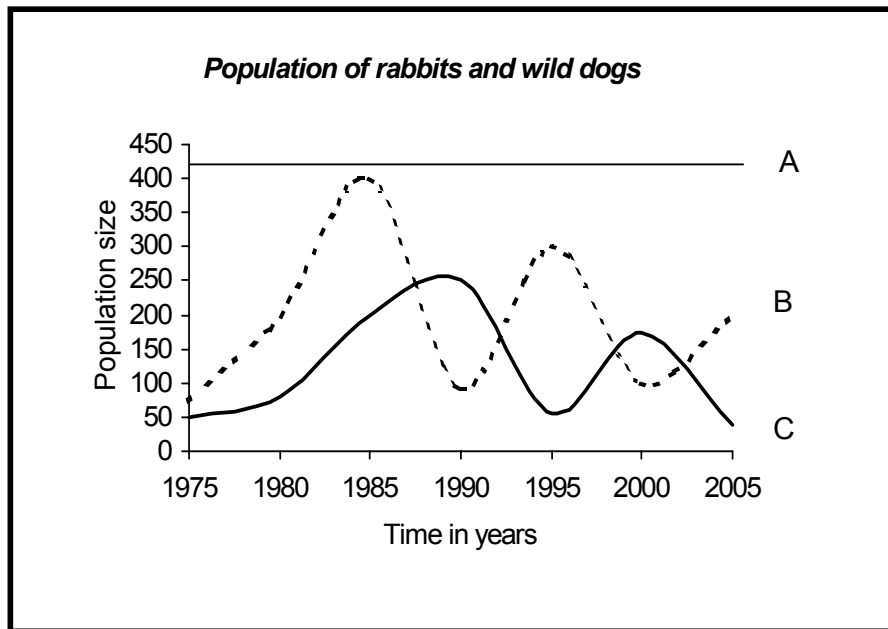 Population of rabbits and wild dogs
Population size
450
400
350
300
250
200
150
100
50
0
A
B
C
1975 1980 1985 1990 1995 2000 2005
Time in years